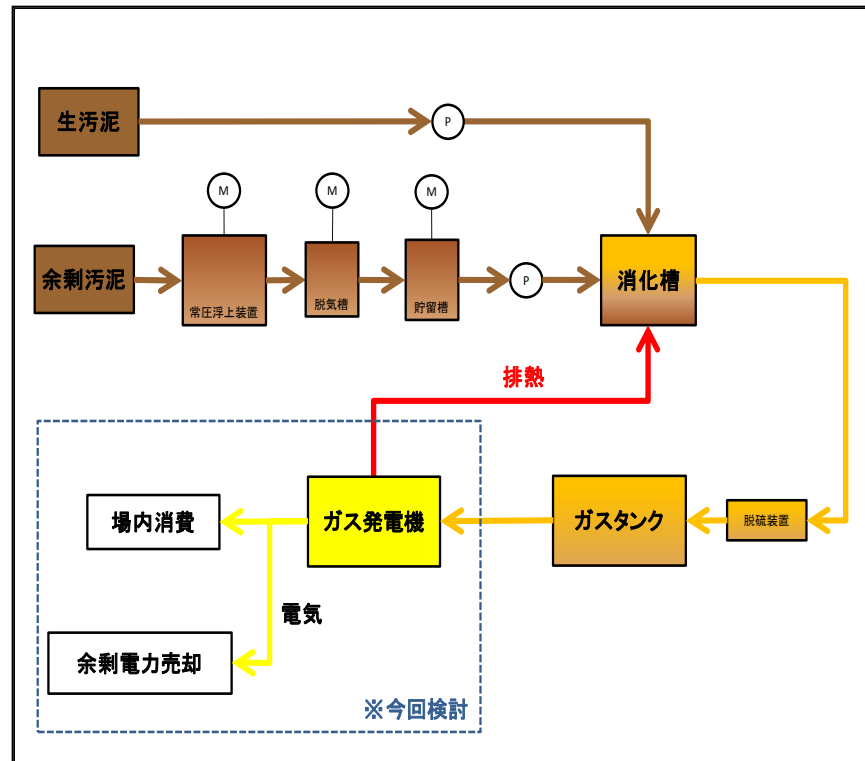 生汚泥
P
M
M
M
余剰汚泥
常圧浮上装置
脱気槽
貯留槽
P
消化槽
排熱
場内消費
ガス発電機
ガスタンク
脱硫装置
電気
余剰電力売却
※今回検討